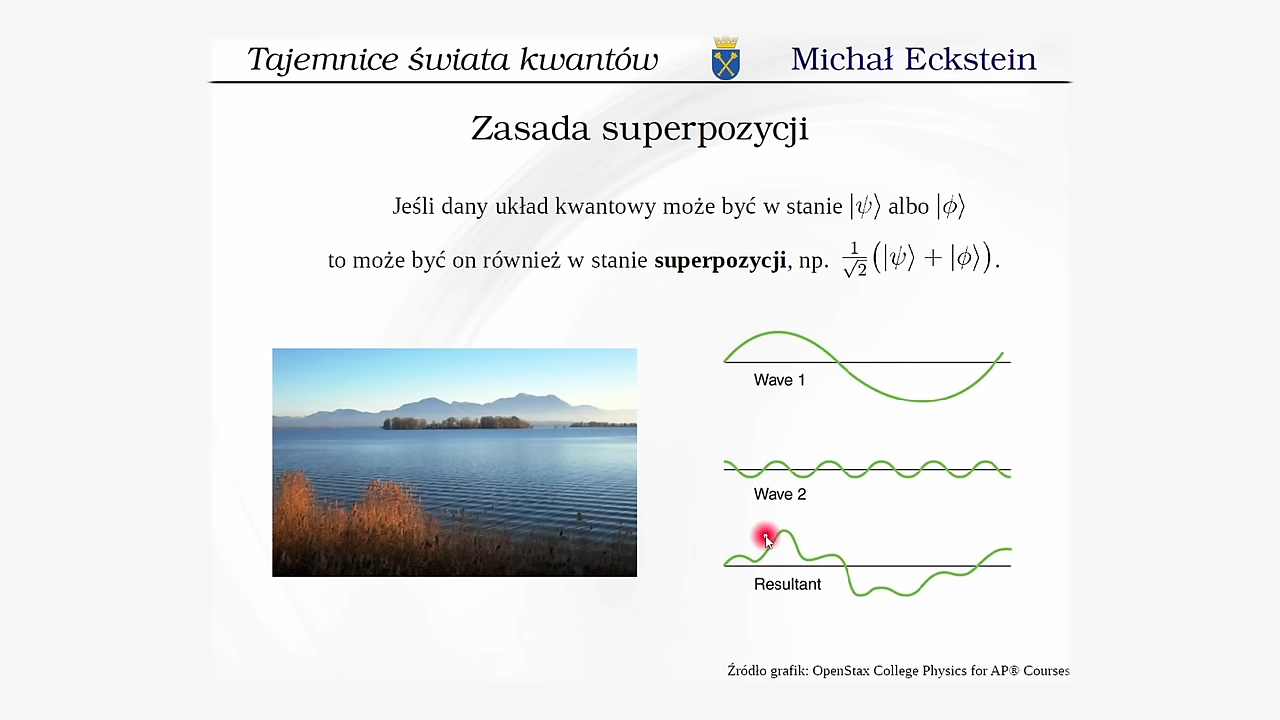 Tajemnice świata kwantów
Michał Eckstein
Zasada superpozycji
Jeśli dany układ kwantowy może być w stanie |ψ⟩ albo |ϕ⟩
to może być on również w stanie superpozycji, np. 1/√2 (|ψ⟩ + |ϕ⟩).
Wave 1
Wave 2
Resultant
Źródło grafik: OpenStax College Physics for AP® Courses